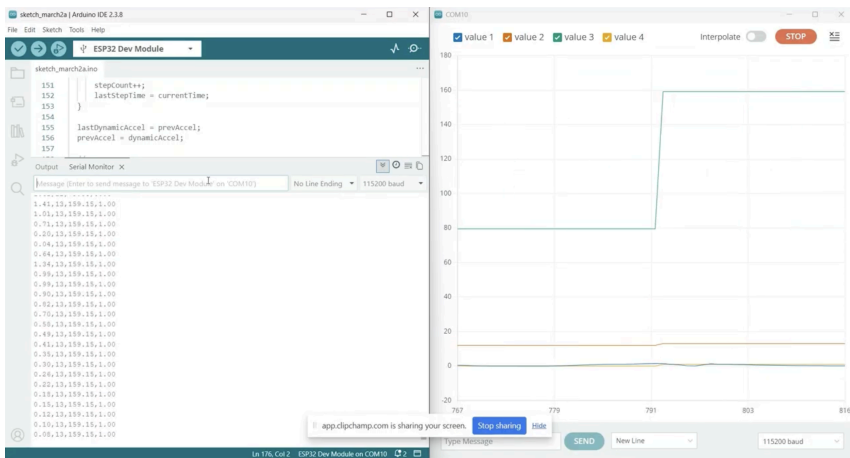 sketch_march2a | Arduino IDE 2.3.8
File Edit Sketch Tools Help
ESP32 Dev Module
sketch_march2a.ino
151 stepCount++;
152 lastStepTime = currentTime;
153 }
154
155 lastDynamicAccel = prevAccel;
156 prevAccel = dynamicAccel;
157
Output Serial Monitor
Message (Enter to send message to 'ESP32 Dev Module' on 'COM10')
No Line Ending
115200 baud
1.41,13,159.15,1.00
1.01,13,159.15,1.00
0.71,13,159.15,1.00
0.20,13,159.15,1.00
0.04,13,159.15,1.00
0.64,13,159.15,1.00
1.34,13,159.15,1.00
0.99,13,159.15,1.00
0.99,13,159.15,1.00
0.90,13,159.15,1.00
0.82,13,159.15,1.00
0.70,13,159.15,1.00
0.58,13,159.15,1.00
0.49,13,159.15,1.00
0.41,13,159.15,1.00
0.35,13,159.15,1.00
0.30,13,159.15,1.00
0.26,13,159.15,1.00
0.22,13,159.15,1.00
0.18,13,159.15,1.00
0.15,13,159.15,1.00
0.12,13,159.15,1.00
0.10,13,159.15,1.00
0.08,13,159.15,1.00
Ln 176, Col 2 ESP32 Dev Module on COM10 2
COM10
value 1 value 2 value 3 value 4
Interpolate
STOP
180
160
140
120
100
80
60
40
20
0
-20
767 779 791 803 816
app.clipchamp.com is sharing your screen. Stop sharing Hide
Type Message
SEND
New Line
115200 baud